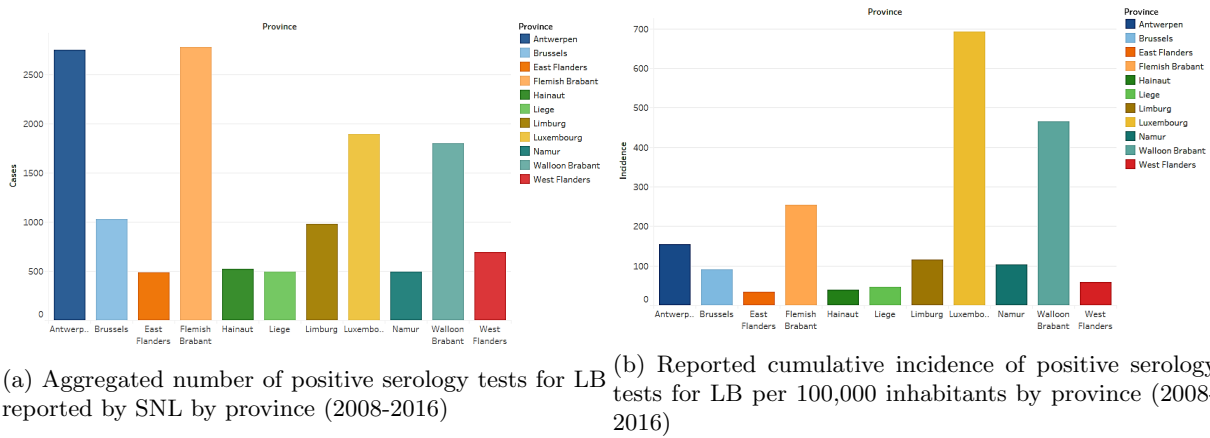 Province
Cases
2500
2000
1500
1000
500
0
Antwerp.. Brussels East Flanders Flemish Brabant Hainaut Liege Limburg Luxembo.. Namur Walloon Brabant West Flanders
Province
Antwerpen
Brussels
East Flanders
Flemish Brabant
Hainaut
Liege
Limburg
Luxembourg
Namur
Walloon Brabant
West Flanders
(a) Aggregated number of positive serology tests for LB
reported by SNL by province (2008-2016)
Province
Incidence
700
600
500
400
300
200
100
0
Antwerp.. Brussels East Flanders Flemish Brabant Hainaut Liege Limburg Luxembo.. Namur Walloon Brabant West Flanders
Province
Antwerpen
Brussels
East Flanders
Flemish Brabant
Hainaut
Liege
Limburg
Luxembourg
Namur
Walloon Brabant
West Flanders
(b) Reported cumulative incidence of positive serology
tests for LB per 100,000 inhabitants by province (2008-
2016)